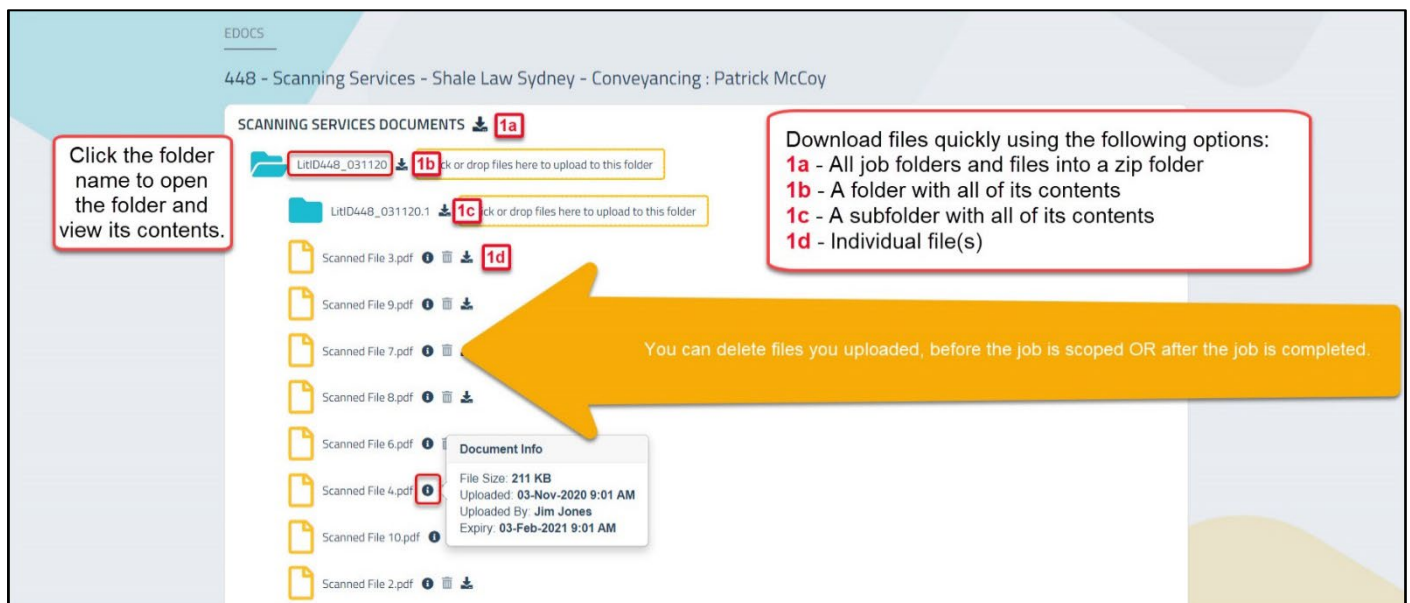 EDOCS
448 - Scanning Services - Shale Law Sydney - Conveyancing : Patrick McCoy
SCANNING SERVICES DOCUMENTS 1a
Click the folder
name to open
the folder and
view its contents.
LitID448_031120 1b or drop files here to upload to this folder
LitID448_031120.1 1c or drop files here to upload to this folder
Scanned File 3.pdf 1d
Download files quickly using the following options:
1a - All job folders and files into a zip folder
1b - A folder with all of its contents
1c - A subfolder with all of its contents
1d - Individual file(s)
Scanned File 9.pdf
Scanned File 7.pdf
You can delete files you uploaded, before the job is scoped OR after the job is completed.
Scanned File 8.pdf
Scanned File 6.pdf
Scanned File 4.pdf
Document Info
File Size: 211 KB
Uploaded: 03-Nov-2020 9:01 AM
Uploaded By: Jim Jones
Expiry: 03-Feb-2021 9:01 AM
Scanned File 10.pdf
Scanned File 2.pdf